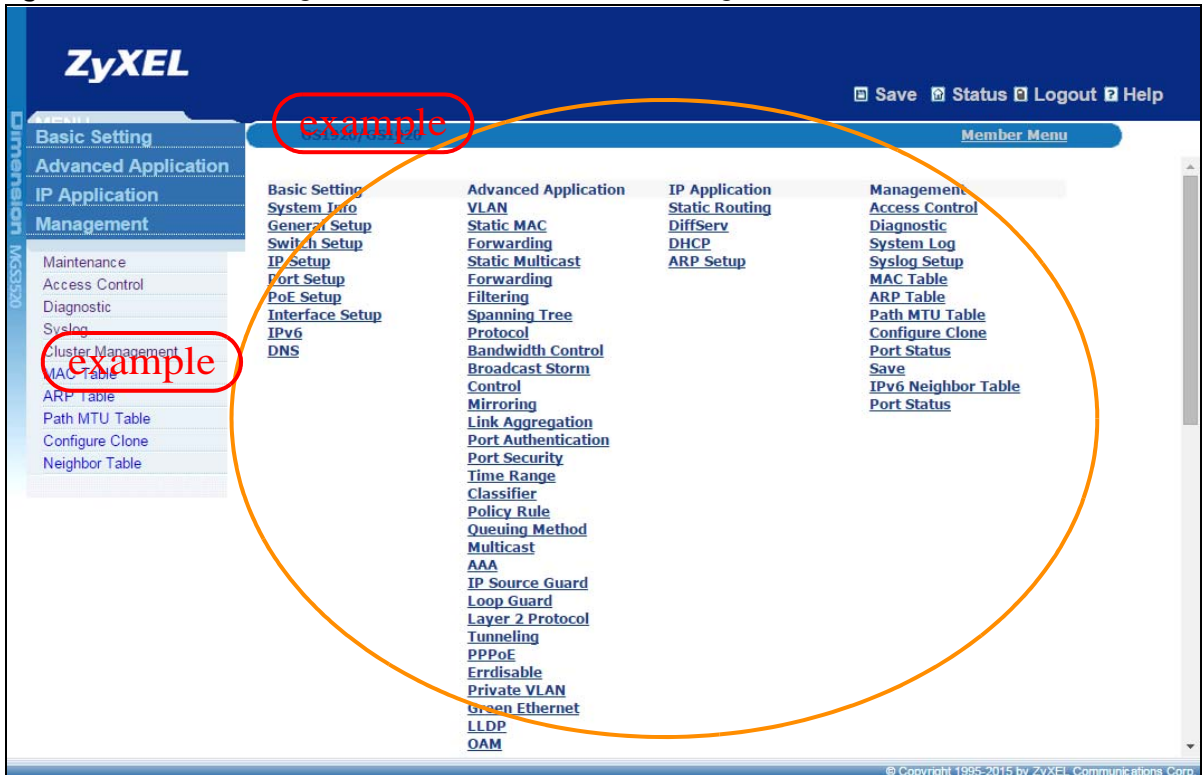 ZyXEL
Save Status Logout Help
MENU
Dimension MGS3520
Basic Setting
Advanced Application
IP Application
Management
Maintenance
Access Control
Diagnostic
Syslog
Cluster Management
MAC Table
ARP Table
Path MTU Table
Configure Clone
Neighbor Table
example
example
Member Menu
Basic Setting
System Info
General Setup
Switch Setup
IP Setup
Port Setup
PoE Setup
Interface Setup
IPv6
DNS
Advanced Application
VLAN
Static MAC
Forwarding
Static Multicast
Forwarding
Filtering
Spanning Tree
Protocol
Bandwidth Control
Broadcast Storm
Control
Mirroring
Link Aggregation
Port Authentication
Port Security
Time Range
Classifier
Policy Rule
Queuing Method
Multicast
AAA
IP Source Guard
Loop Guard
Layer 2 Protocol
Tunneling
PPPoE
Errdisable
Private VLAN
Green Ethernet
LLDP
OAM
IP Application
Static Routing
DiffServ
DHCP
ARP Setup
Management
Access Control
Diagnostic
System Log
Syslog Setup
MAC Table
ARP Table
Path MTU Table
Configure Clone
Port Status
Save
IPv6 Neighbor Table
Port Status
© Copyright 1995-2015 by ZyXEL Communications Corp.